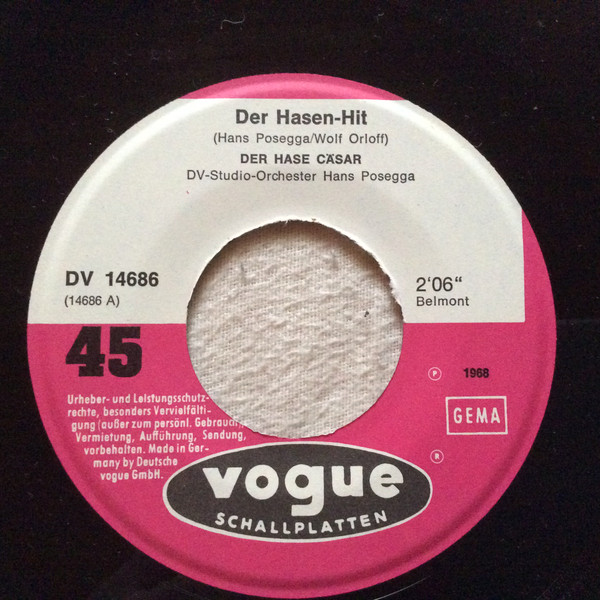 Der Hasen-Hit
(Hans Posegga/Wolf Orloff)
DER HASE CÄSAR
DV-Studio-Orchester Hans Posegga
DV 14686
(14686 A)
2'06"
Belmont
45
Ⓟ 1968
GEMA
Ⓡ
Urheber- und Leistungsschutz-
rechte, besonders Vervielfälti-
gung (außer zum persönl. Gebrauch),
Vermietung, Aufführung, Sendung,
vorbehalten. Made in Ger-
many by Deutsche
vogue GmbH.
vogue
SCHALLPLATTEN